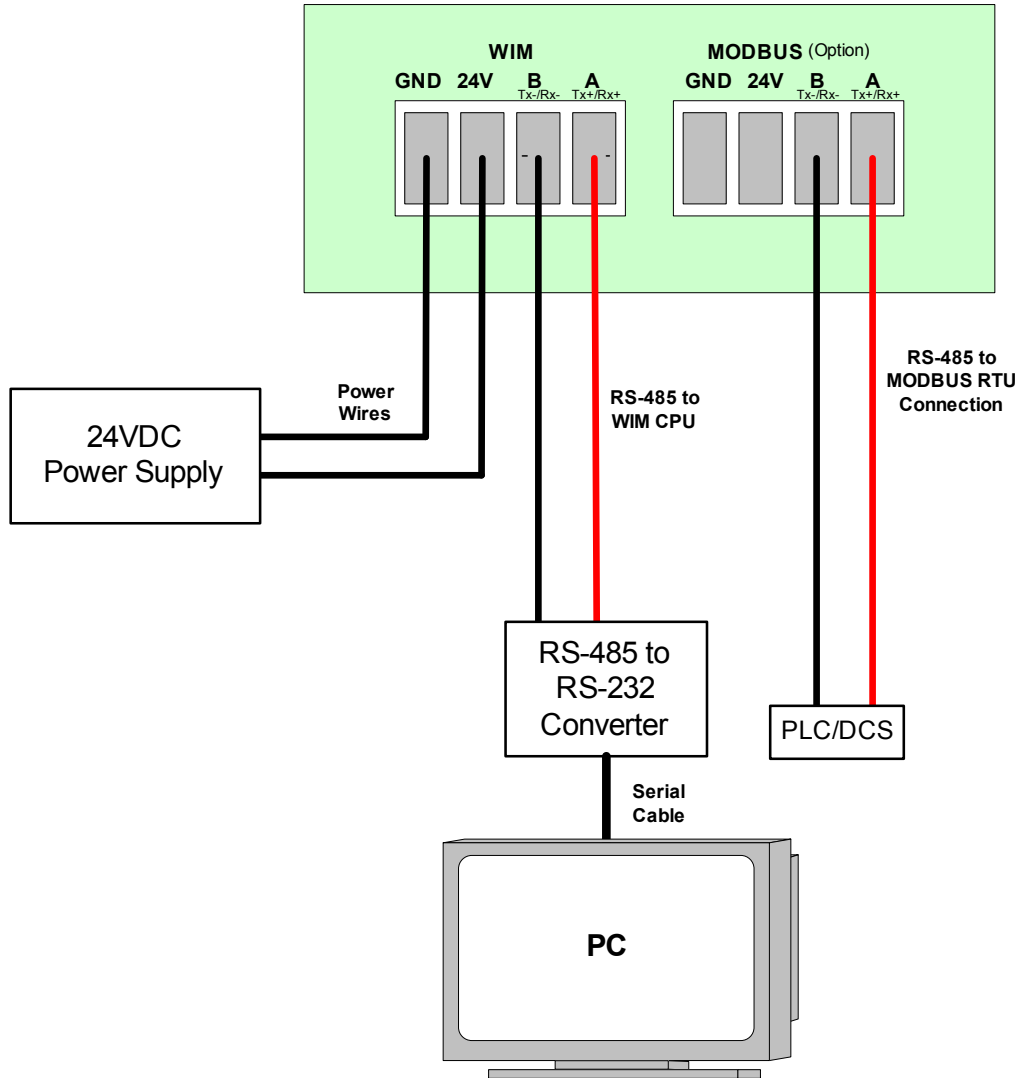 WIM
MODBUS (Option)
GND 24V B A
Tx-/Rx- Tx+/Rx+
GND 24V B A
Tx-/Rx- Tx+/Rx+
- -
Power
Wires
24VDC
Power Supply
RS-485 to
WIM CPU
RS-485 to
MODBUS RTU
Connection
RS-485 to
RS-232
Converter
PLC/DCS
Serial
Cable
PC